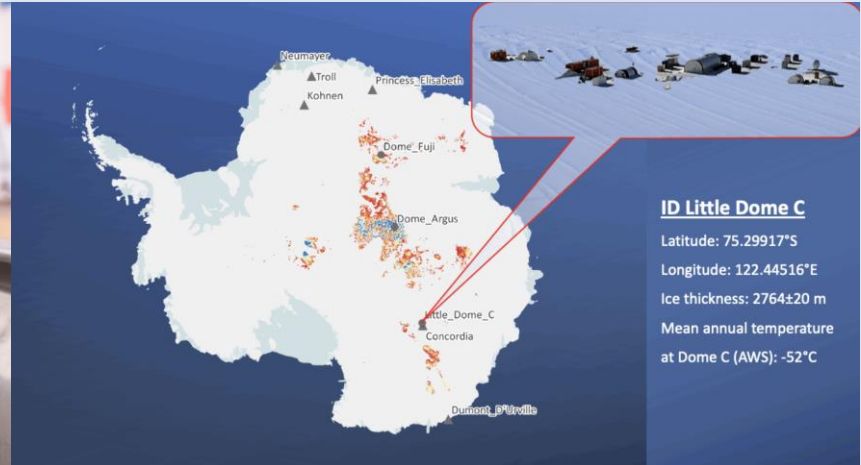 Neumayer
Troll
Princess_Elisabeth
Kohnen
Dome_Fuji
Dome_Argus
Little_Dome_C
Concordia
Dumont_D'Urville
ID Little Dome C
Latitude: 75.29917°S
Longitude: 122.44516°E
Ice thickness: 2764±20 m
Mean annual temperature
at Dome C (AWS): -52°C